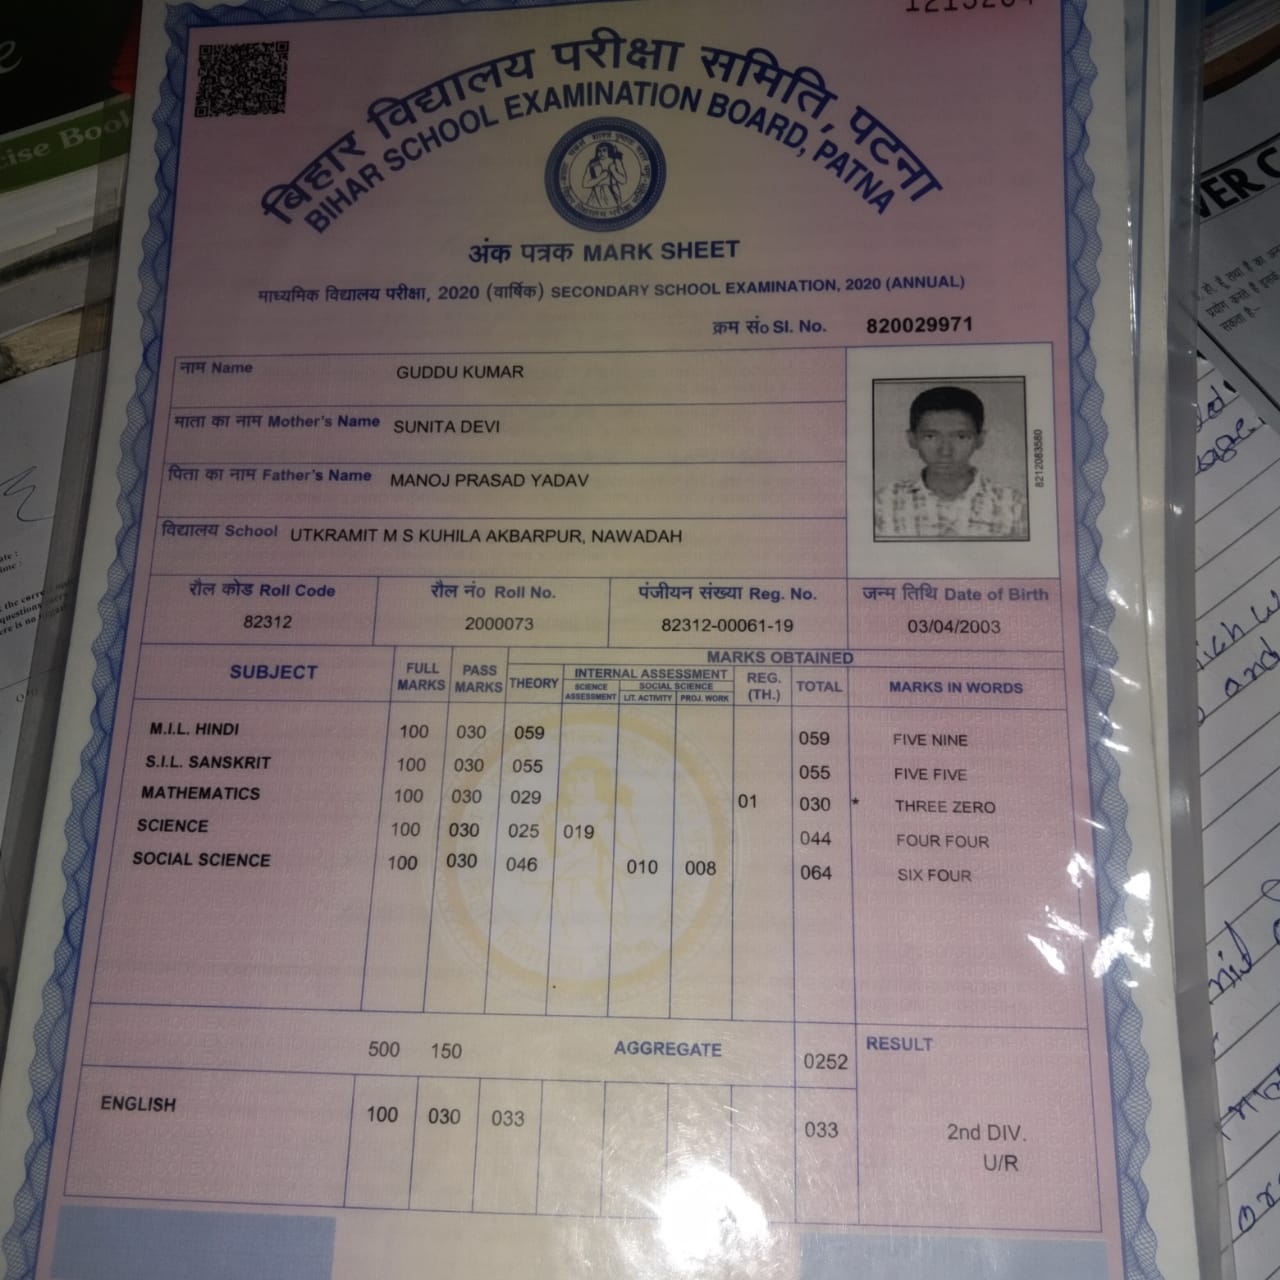 बिहार विद्यालय परीक्षा समिति, पटना
BIHAR SCHOOL EXAMINATION BOARD, PATNA
अंक पत्रक MARK SHEET
माध्यमिक विद्यालय परीक्षा, 2020 (वार्षिक) SECONDARY SCHOOL EXAMINATION, 2020 (ANNUAL)
क्रम सं० Sl. No. 820029971
नाम Name GUDDU KUMAR
माता का नाम Mother's Name SUNITA DEVI
पिता का नाम Father's Name MANOJ PRASAD YADAV
8212083580
विद्यालय School UTKRAMIT M S KUHILA AKBARPUR, NAWADAH
रौल कोड Roll Code रौल नं० Roll No. पंजीयन संख्या Reg. No. जन्म तिथि Date of Birth
82312 2000073 82312-00061-19 03/04/2003
SUBJECT FULL MARKS PASS MARKS MARKS OBTAINED
THEORY INTERNAL ASSESSMENT REG. (TH.) TOTAL MARKS IN WORDS
SCIENCE ASSESSMENT SOCIAL SCIENCE
LIT. ACTIVITY PROJ. WORK
M.I.L. HINDI 100 030 059 059 FIVE NINE
S.I.L. SANSKRIT 100 030 055 055 FIVE FIVE
MATHEMATICS 100 030 029 01 030 * THREE ZERO
SCIENCE 100 030 025 019 044 FOUR FOUR
SOCIAL SCIENCE 100 030 046 010 008 064 SIX FOUR
500 150 AGGREGATE 0252 RESULT
ENGLISH 100 030 033 033 2nd DIV.
U/R
cise Book
VER C
and